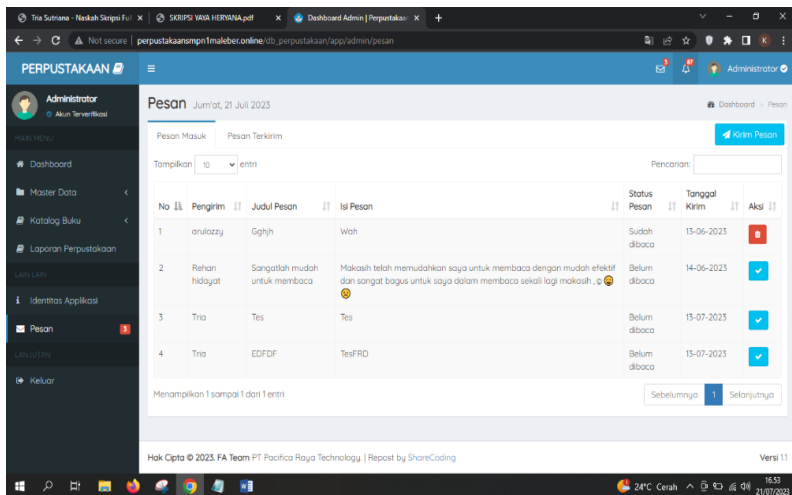 Tria Sutriana - Naskah Skripsi Ful
SKRIPSI YAYA HERYANA.pdf
Dashboard Admin | Perpustakaa
Not secure | perpustakaansmpn1maleber.online/db_perpustakaan/app/admin/pesan
K
PERPUSTAKAAN
3
87
Administrator
Administrator
Akun Terverifikasi
Pesan Jum'at, 21 Juli 2023
Dashboard > Pesan
MAIN MENU
Pesan Masuk Pesan Terkirim
Kirim Pesan
Dashboard
Tampilkan 10 entri
Pencarian:
Master Data
Katalog Buku
Laporan Perpustakaan
LAIN LAIN
Identitas Applikasi
Pesan 3
LANJUTAN
Keluar
No Pengirim Judul Pesan Isi Pesan Status Pesan Tanggal Kirim Aksi
1 arulazzy Gghjh Wah Sudah dibaca 13-06-2023
2 Rehan hidayat Sangatlah mudah untuk membaca Makasih telah memudahkan saya untuk membaca dengan mudah efektif
dan sangat bagus untuk saya dalam membaca sekali lagi makasih ,☺😄
😢 Belum dibaca 14-06-2023
3 Tria Tes Tes Belum dibaca 13-07-2023
4 Tria EDFDF TesFRD Belum dibaca 13-07-2023
Menampilkan 1 sampai 1 dari 1 entri
Sebelumnya 1 Selanjutnya
Hak Cipta © 2023. FA Team PT Pacifica Raya Technology. | Repost by ShareCoding
Versi 1.1
24°C Cerah
16.53
21/07/2023